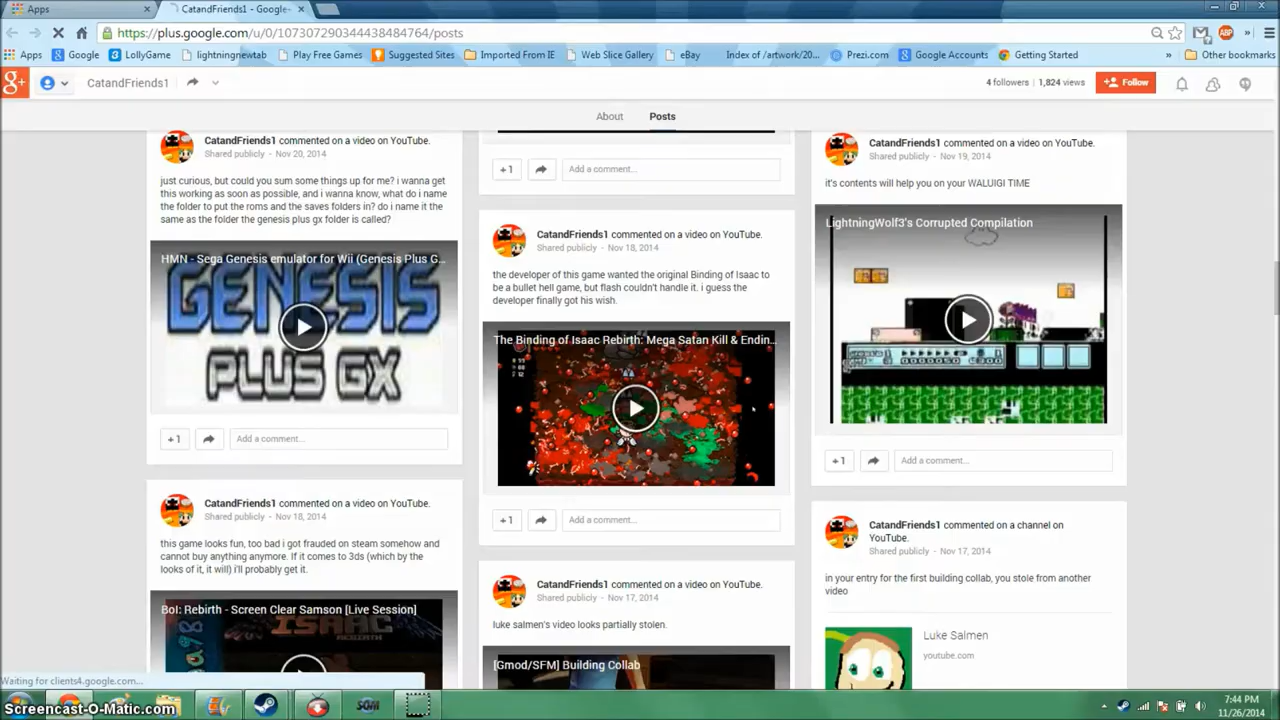 Apps
CatandFriends1 - Google-
https://plus.google.com/u/0/107307290344438484764/posts
Apps
Google
LollyGame
lightningnewtab
Play Free Games
Suggested Sites
Imported From IE
Web Slice Gallery
eBay
Index of /artwork/20...
Prezi.com
Google Accounts
Getting Started
Other bookmarks
CatandFriends1
4 followers | 1,824 views
Follow
About
Posts
CatandFriends1 commented on a video on YouTube.
Shared publicly - Nov 20, 2014
just curious, but could you sum some things up for me? i wanna get
this working as soon as possible, and i wanna know, what do i name
the folder to put the roms and the saves folders in? do i name it the
same as the folder the genesis plus gx folder is called?
HMN - Sega Genesis emulator for Wii (Genesis Plus G...
GENESIS
PLUS GX
+1
Add a comment...
CatandFriends1 commented on a video on YouTube.
Shared publicly - Nov 18, 2014
this game looks fun, too bad i got frauded on steam somehow and
cannot buy anything anymore. If it comes to 3ds (which by the
looks of it, it will) i'll probably get it.
BoI: Rebirth - Screen Clear Samson [Live Session]
ISAAC
+1
Add a comment...
CatandFriends1 commented on a video on YouTube.
Shared publicly - Nov 18, 2014
the developer of this game wanted the original Binding of Isaac to
be a bullet hell game, but flash couldn't handle it. i guess the
developer finally got his wish.
The Binding of Isaac Rebirth: Mega Satan Kill & Endin...
+1
Add a comment...
CatandFriends1 commented on a video on YouTube.
Shared publicly - Nov 17, 2014
luke salmen's video looks partially stolen.
[Gmod/SFM] Building Collab
CatandFriends1 commented on a video on YouTube.
Shared publicly - Nov 19, 2014
it's contents will help you on your WALUIGI TIME
LightningWolf3's Corrupted Compilation
+1
Add a comment...
CatandFriends1 commented on a channel on
YouTube.
Shared publicly - Nov 17, 2014
in your entry for the first building collab, you stole from another
video
Luke Salmen
youtube.com
Waiting for clients4.google.com...
Screencast-O-Matic.com
SOM
7:44 PM
11/26/2014